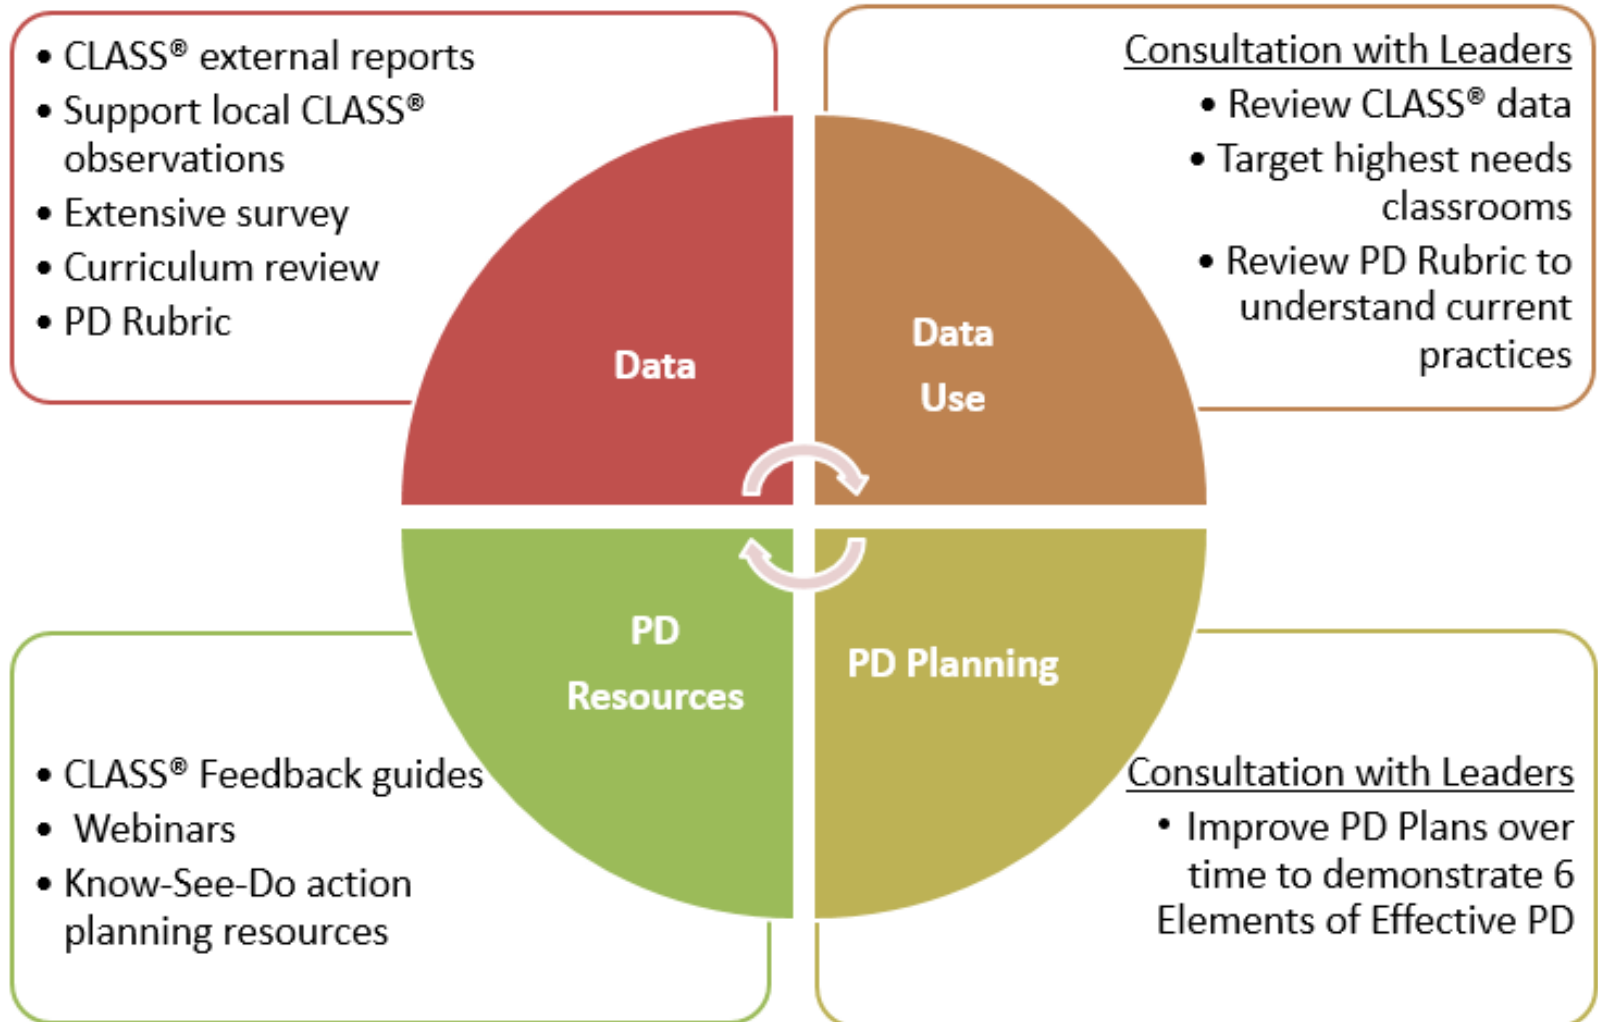 • CLASS® external reports
• Support local CLASS®
observations
• Extensive survey
• Curriculum review
• PD Rubric
Consultation with Leaders
• Review CLASS® data
• Target highest needs
classrooms
• Review PD Rubric to
understand current
practices
Data
Data
Use
PD
Resources
PD Planning
• CLASS® Feedback guides
• Webinars
• Know-See-Do action
planning resources
Consultation with Leaders
• Improve PD Plans over
time to demonstrate 6
Elements of Effective PD